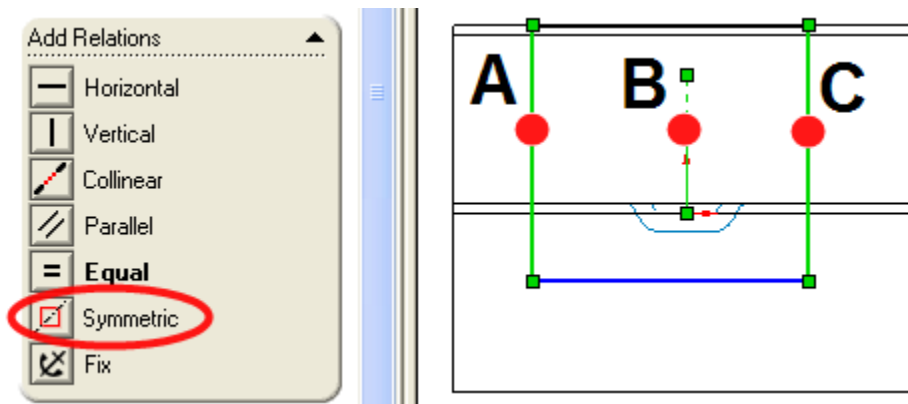 Add Relations
Horizontal
Vertical
Collinear
Parallel
Equal
Symmetric
Fix
A B C